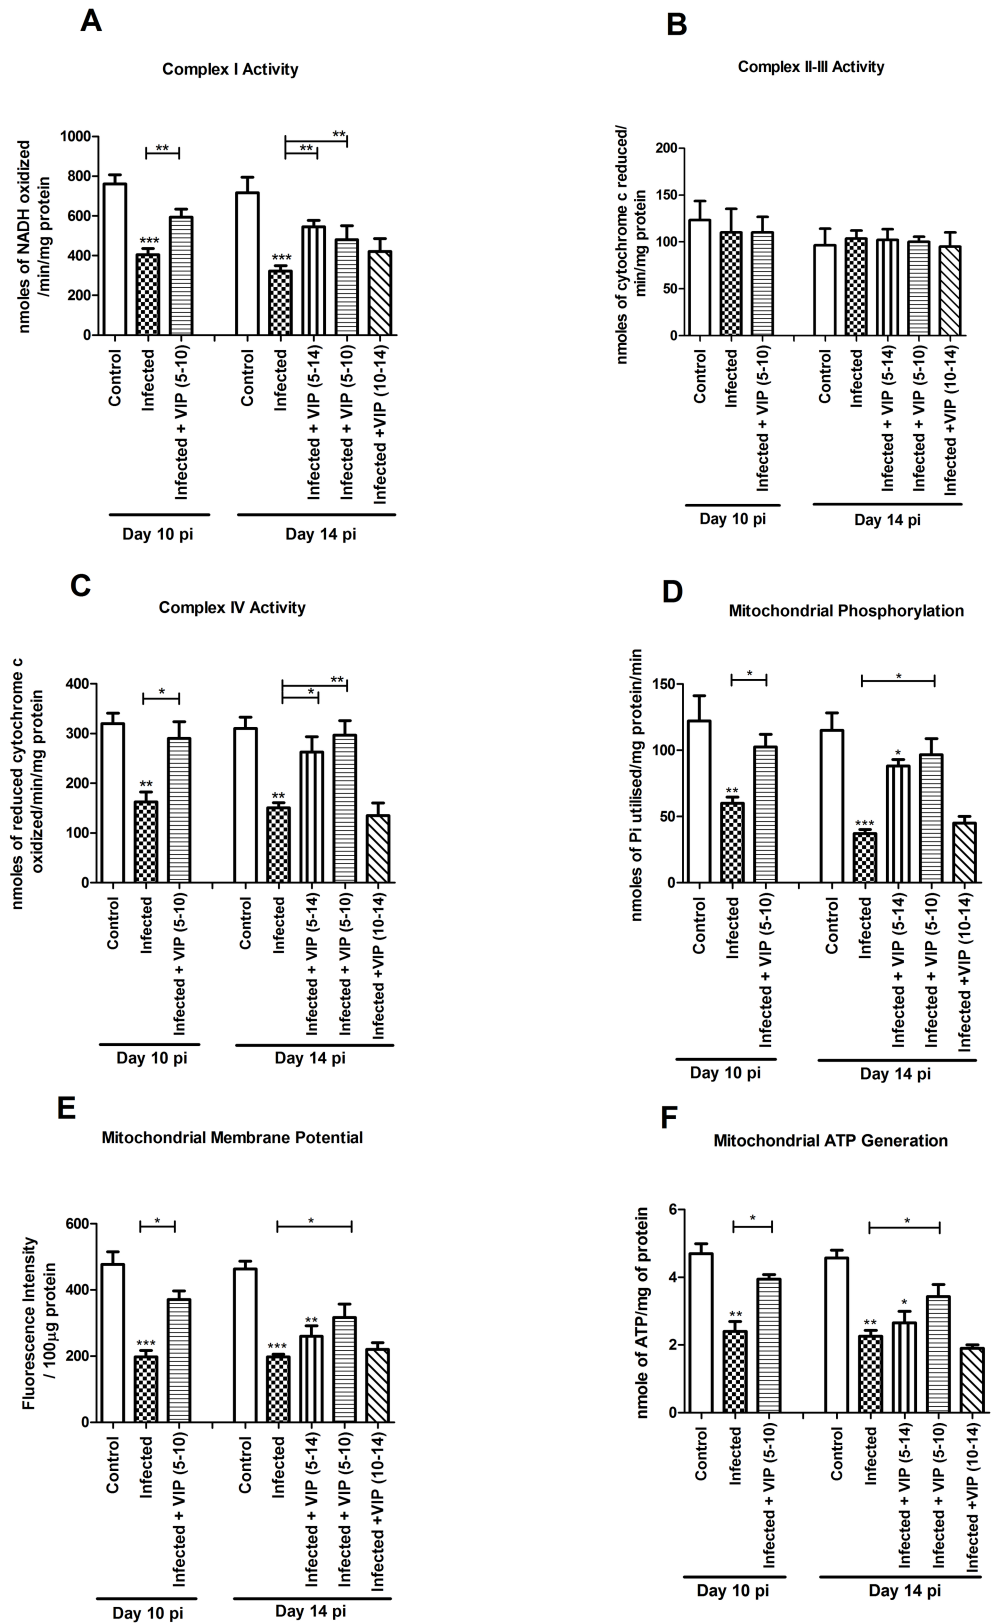 A
Complex I Activity
nmoles of NADH oxidized
/min/mg protein
1000
800
600
400
200
0
***
**
***
**
**
Control
Infected
Infected + VIP (5-10)
Control
Infected
Infected + VIP (5-14)
Infected + VIP (5-10)
Infected +VIP (10-14)
Day 10 pi
Day 14 pi
B
Complex II-III Activity
nmoles of cytochrome c reduced/
min/mg protein
200
150
100
50
0
Control
Infected
Infected + VIP (5-10)
Control
Infected
Infected + VIP (5-14)
Infected + VIP (5-10)
Infected +VIP (10-14)
Day 10 pi
Day 14 pi
C
Complex IV Activity
nmoles of reduced cytochrome c
oxidized/min/mg protein
400
300
200
100
0
**
*
**
*
**
Control
Infected
Infected + VIP (5-10)
Control
Infected
Infected + VIP (5-14)
Infected + VIP (5-10)
Infected +VIP (10-14)
Day 10 pi
Day 14 pi
D
Mitochondrial Phosphorylation
nmoles of Pi utilised/mg protein/min
150
100
50
0
**
*
***
*
*
Control
Infected
Infected + VIP (5-10)
Control
Infected
Infected + VIP (5-14)
Infected + VIP (5-10)
Infected +VIP (10-14)
Day 10 pi
Day 14 pi
E
Mitochondrial Membrane Potential
Fluorescence Intensity
/ 100µg protein
600
400
200
0
***
*
***
**
*
Control
Infected
Infected + VIP (5-10)
Control
Infected
Infected + VIP (5-14)
Infected + VIP (5-10)
Infected +VIP (10-14)
Day 10 pi
Day 14 pi
F
Mitochondrial ATP Generation
nmole of ATP/mg of protein
6
4
2
0
**
*
**
*
*
Control
Infected
Infected + VIP (5-10)
Control
Infected
Infected + VIP (5-14)
Infected + VIP (5-10)
Infected +VIP (10-14)
Day 10 pi
Day 14 pi